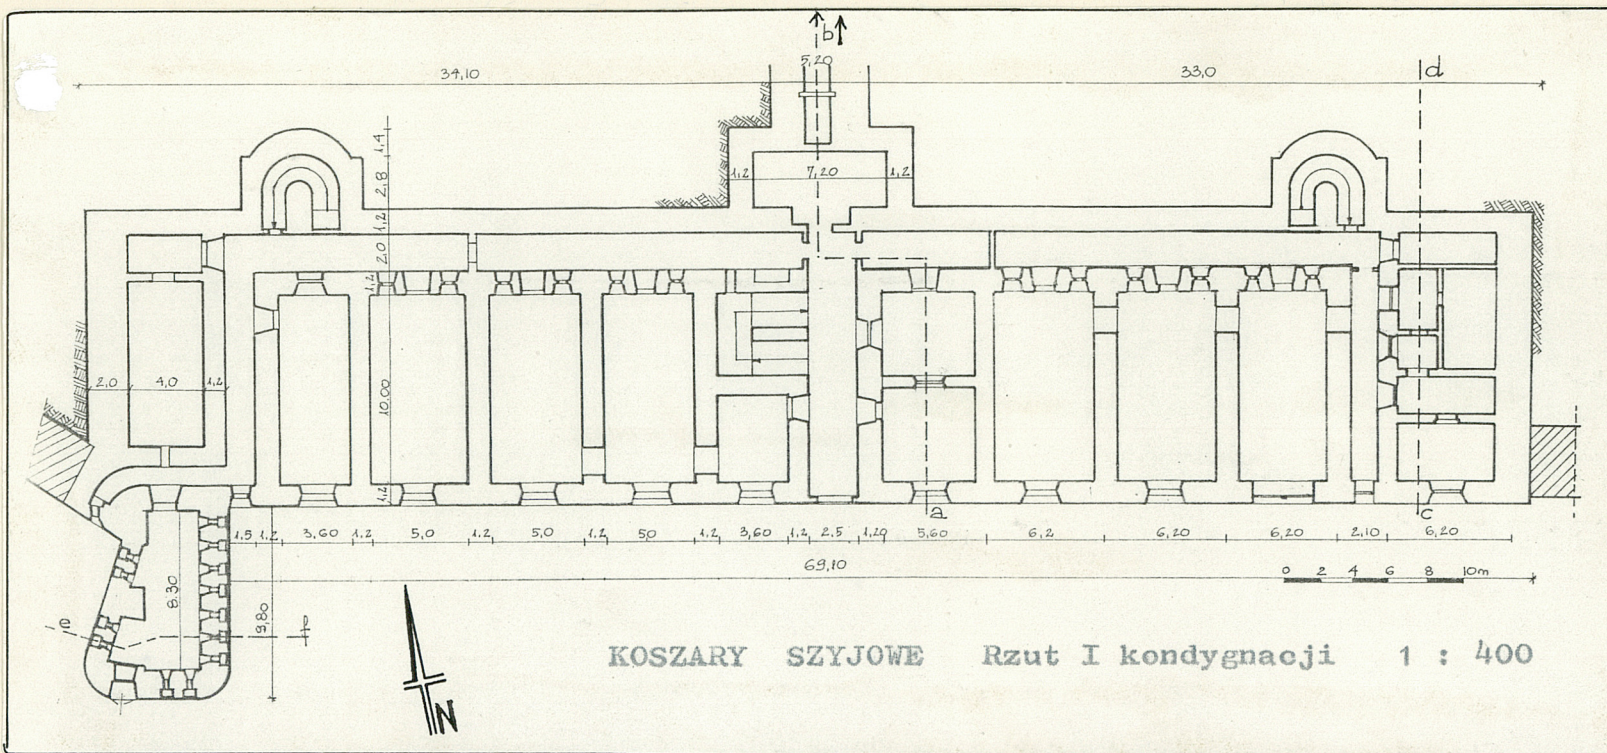 b
34,10
5,20
33,0
d
1,4
2,8
1,2
2.0
1,2
10.00
1,2
1,2
7,20
1,2
2,0
4,0
1,2
a
c
1.5 1.2 3,60 1.2 5,0 1.2 5,0 1.2 5,0 1.2 3,60 1,2 2,5 1,20 5,60 6,2 6,20 6,20 2,10 6,20
69,10
0 2 4 6 8 10m
8.30
9,80
e
f
N
KOSZARY SZYJOWE Rzut I kondygnacji 1 : 400